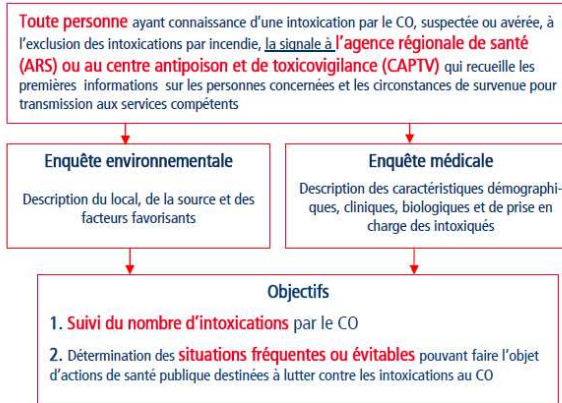 Toute personne ayant connaissance d'une intoxication par le CO, suspectée ou avérée, à
l'exclusion des intoxications par incendie, la signale à l'agence régionale de santé
(ARS) ou au centre antipoison et de toxicovigilance (CAPTV) qui recueille les
premières informations sur les personnes concernées et les circonstances de survenue pour
transmission aux services compétents
Enquête environnementale
Description du local, de la source et des
facteurs favorisants
Enquête médicale
Description des caractéristiques démographi-
ques, cliniques, biologiques et de prise en
charge des intoxiqués
Objectifs
1. Suivi du nombre d'intoxications par le CO
2. Détermination des situations fréquentes ou évitables pouvant faire l'objet
d'actions de santé publique destinées à lutter contre les intoxications au CO